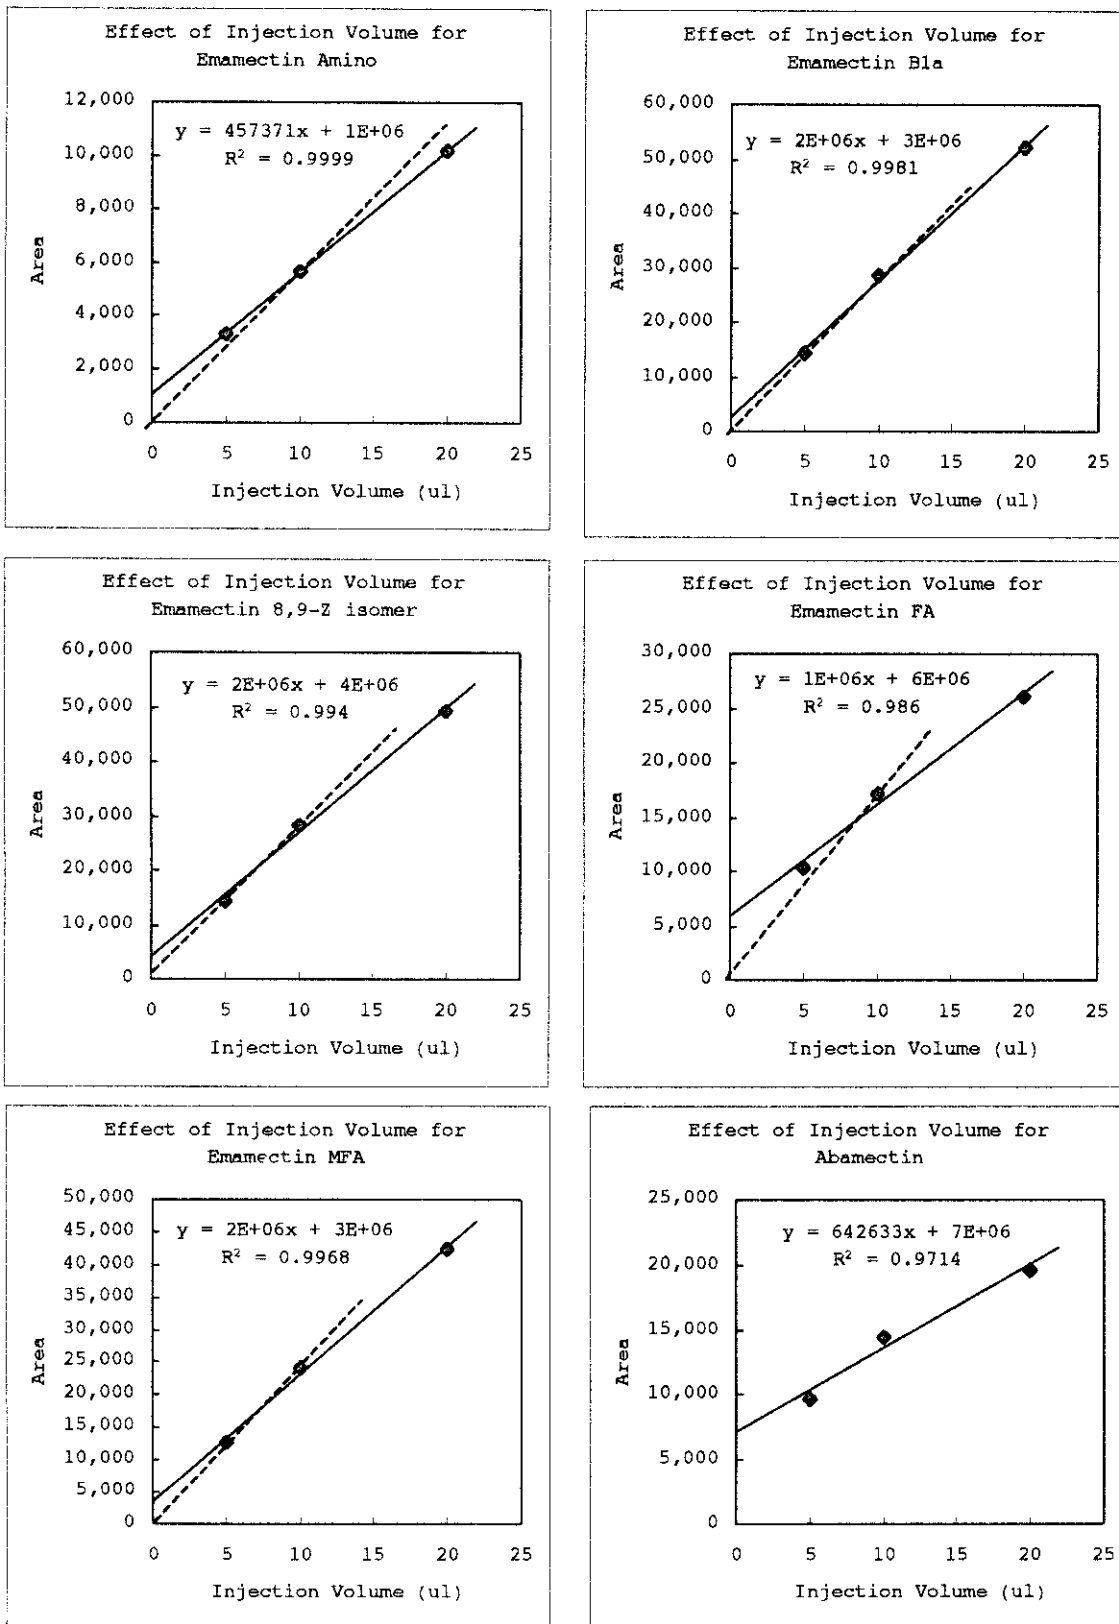 Effect of Injection Volume for
Emamectin Amino
12,000
10,000
8,000
6,000
4,000
2,000
0
Area
y = 457371x + 1E+06
R² = 0.9999
0 5 10 15 20 25
Injection Volume (ul)
Effect of Injection Volume for
Emamectin B1a
60,000
50,000
40,000
30,000
20,000
10,000
0
Area
y = 2E+06x + 3E+06
R² = 0.9981
0 5 10 15 20 25
Injection Volume (ul)
Effect of Injection Volume for
Emamectin 8,9-Z isomer
60,000
50,000
40,000
30,000
20,000
10,000
0
Area
y = 2E+06x + 4E+06
R² = 0.994
0 5 10 15 20 25
Injection Volume (ul)
Effect of Injection Volume for
Emamectin FA
30,000
25,000
20,000
15,000
10,000
5,000
0
Area
y = 1E+06x + 6E+06
R² = 0.986
0 5 10 15 20 25
Injection Volume (ul)
Effect of Injection Volume for
Emamectin MFA
50,000
45,000
40,000
35,000
30,000
25,000
20,000
15,000
10,000
5,000
0
Area
y = 2E+06x + 3E+06
R² = 0.9968
0 5 10 15 20 25
Injection Volume (ul)
Effect of Injection Volume for
Abamectin
25,000
20,000
15,000
10,000
5,000
0
Area
y = 642633x + 7E+06
R² = 0.9714
0 5 10 15 20 25
Injection Volume (ul)